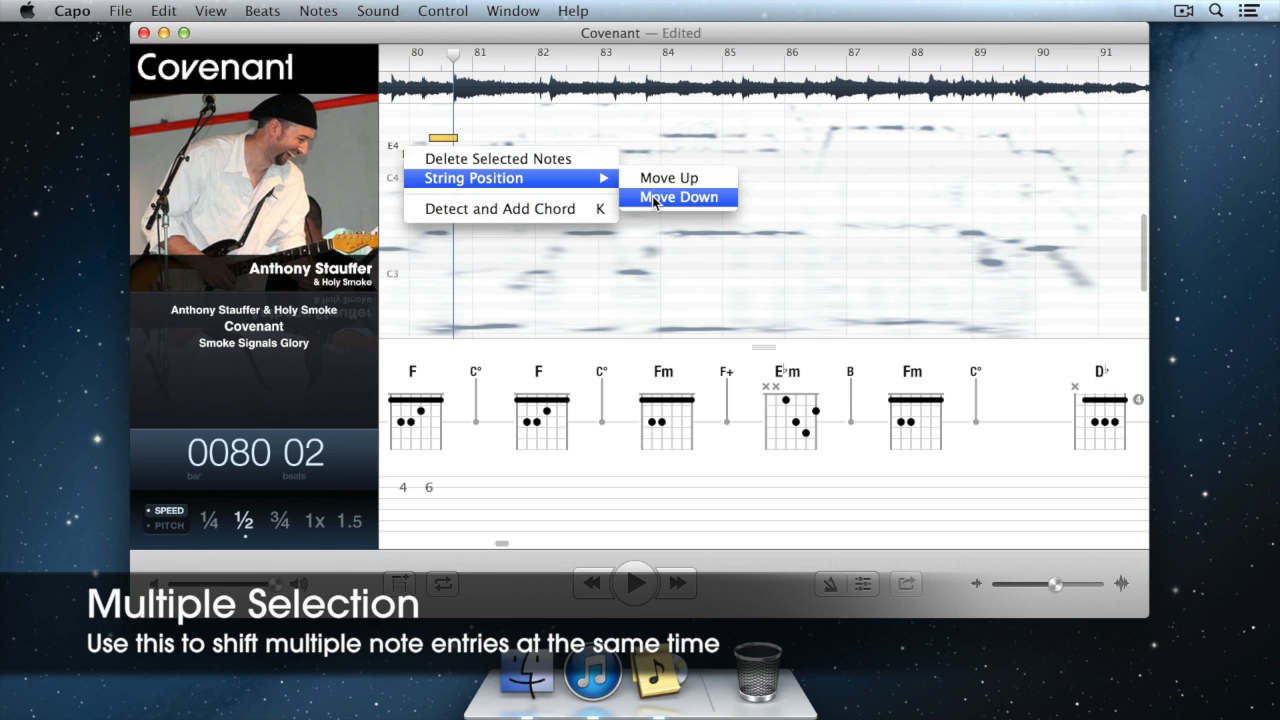 Capo File Edit View Beats Notes Sound Control Window Help
Covenant — Edited
Covenant
80 81 82 83 84 85 86 87 88 89 90 91
E4
C4
C3
Delete Selected Notes
String Position
Detect and Add Chord K
Move Up
Move Down
Anthony Stauffer
& Holy Smoke
Anthony Stauffer & Holy Smoke
Covenant
Smoke Signals Glory
F C° F C° Fm F+ E♭m B Fm C° D♭
×× ×
4
0080 02
bar beats
4 6
• SPEED
• PITCH
¼ ½ ¾ 1x 1.5
Multiple Selection
Use this to shift multiple note entries at the same time